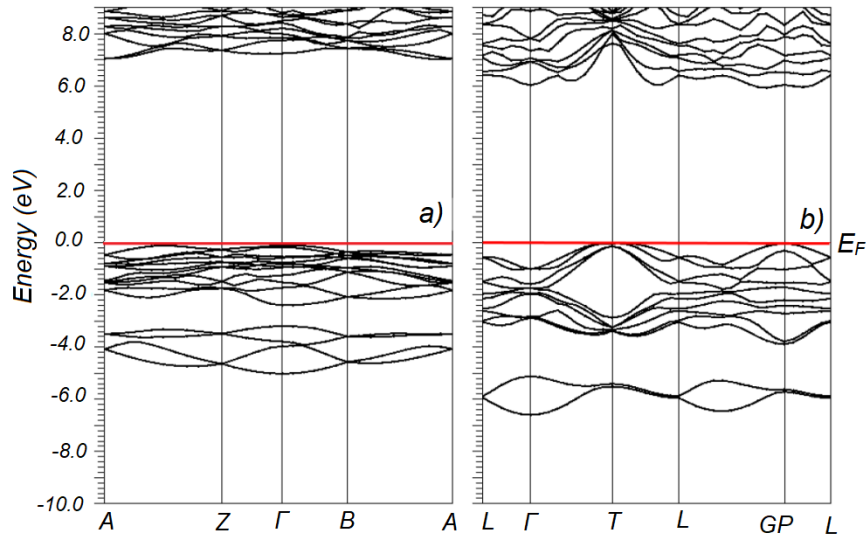 8.0
6.0
4.0
2.0
0.0
-2.0
-4.0
-6.0
-8.0
-10.0
Energy (eV)
a)
b)
E_F
A Z Γ B A
L Γ T L GP L